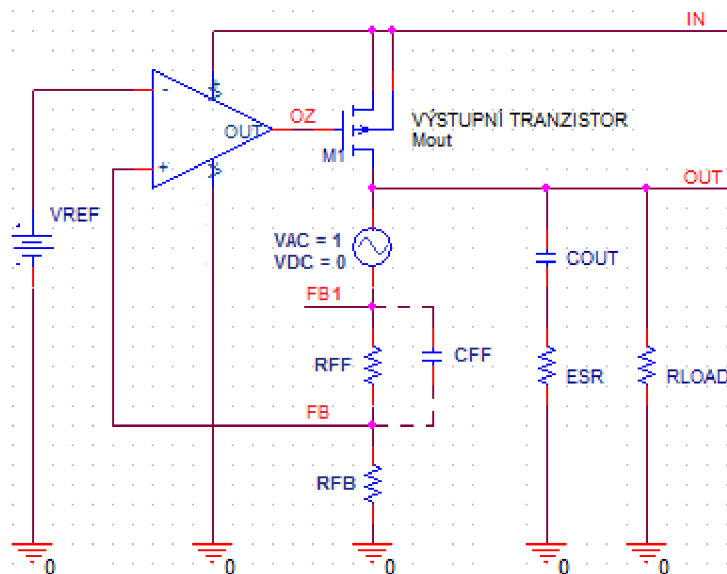 IN
-
OUT
OZ
VÝSTUPNÍ TRANZISTOR
Mout
M1
+
OUT
VREF
VAC = 1
VDC = 0
COUT
FB1
RFF
CFF
ESR
RLOAD
FB
RFB
0
0
0
0
0